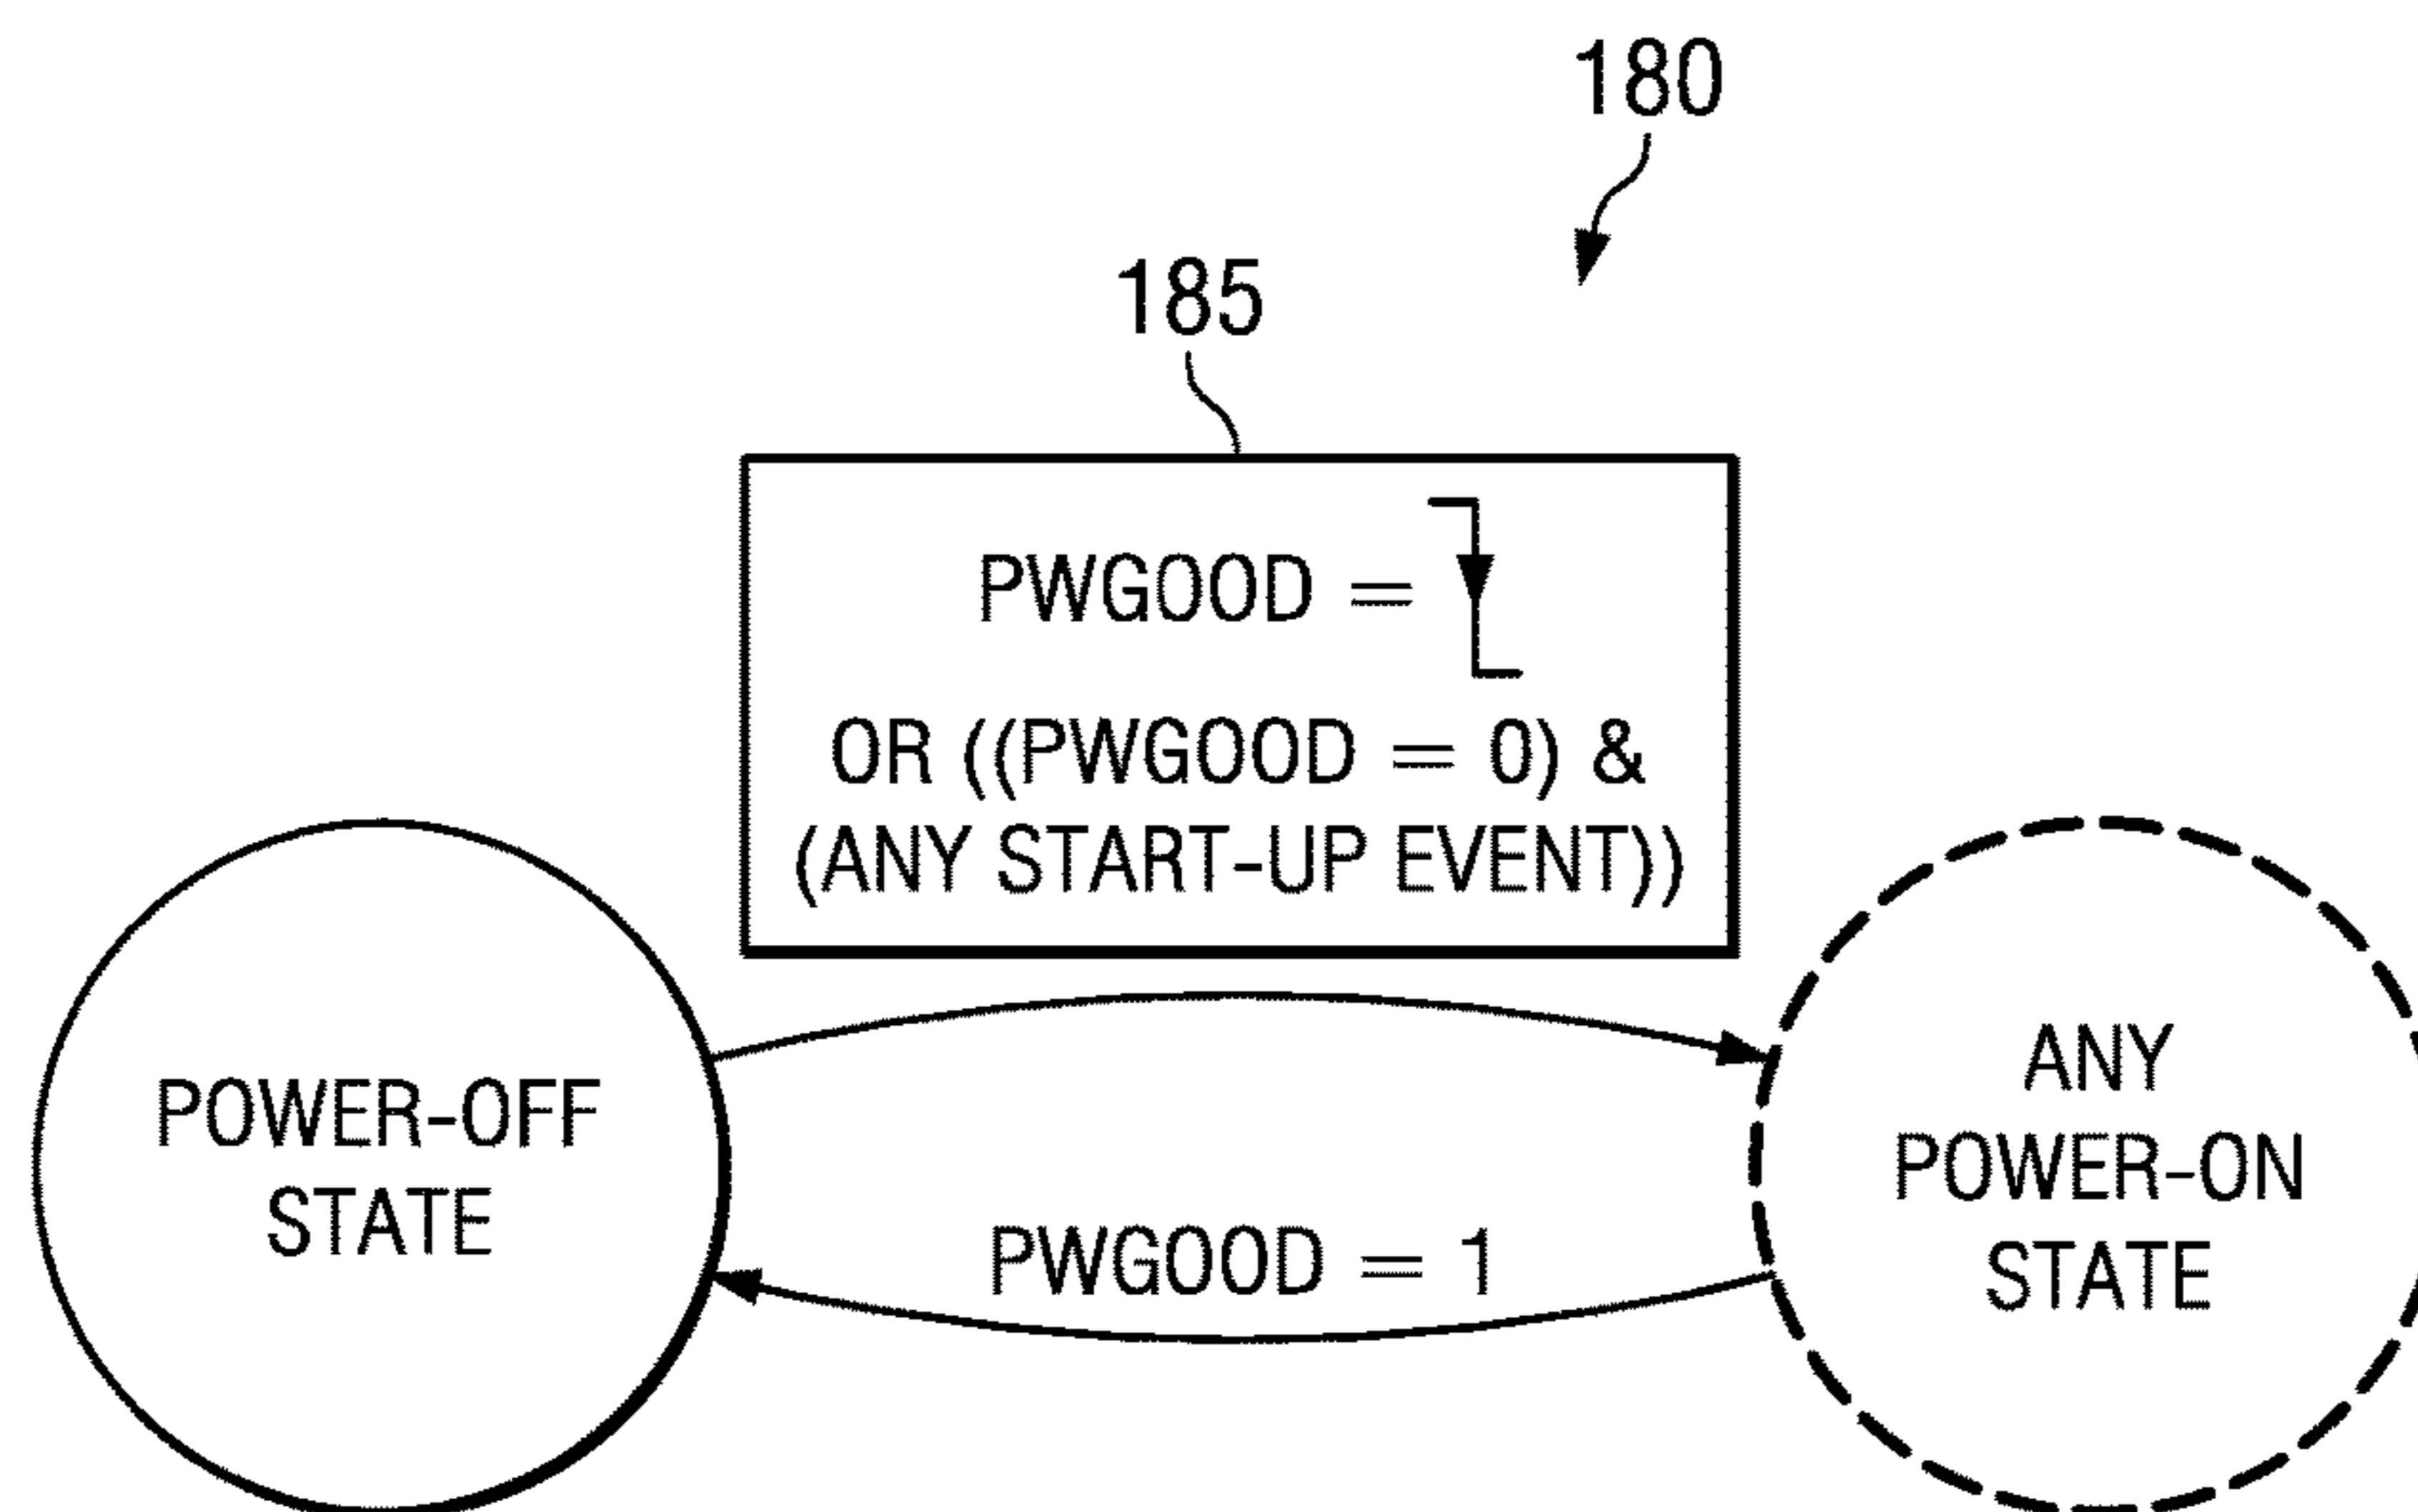 180
185
PWGOOD =
OR ((PWGOOD = 0) &
(ANY START-UP EVENT))
POWER-OFF
STATE
ANY
POWER-ON
STATE
PWGOOD = 1